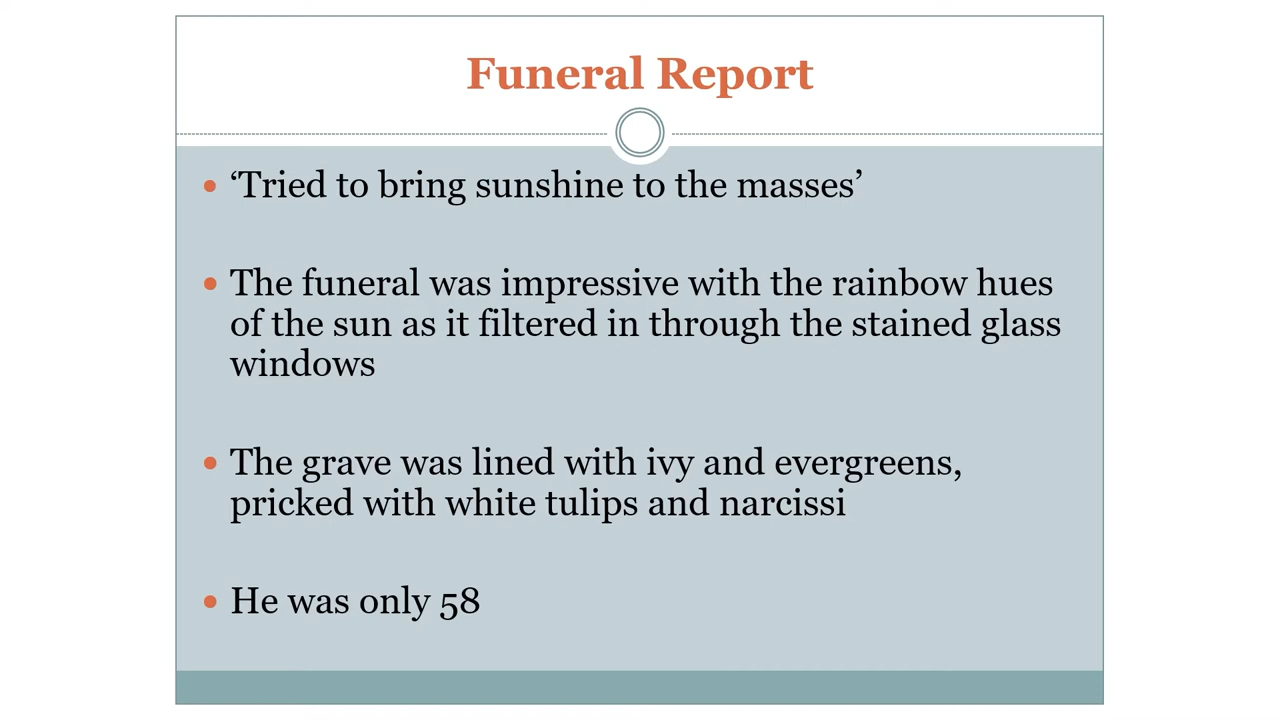 Funeral Report
• ‘Tried to bring sunshine to the masses’
• The funeral was impressive with the rainbow hues
of the sun as it filtered in through the stained glass
windows
• The grave was lined with ivy and evergreens,
pricked with white tulips and narcissi
• He was only 58